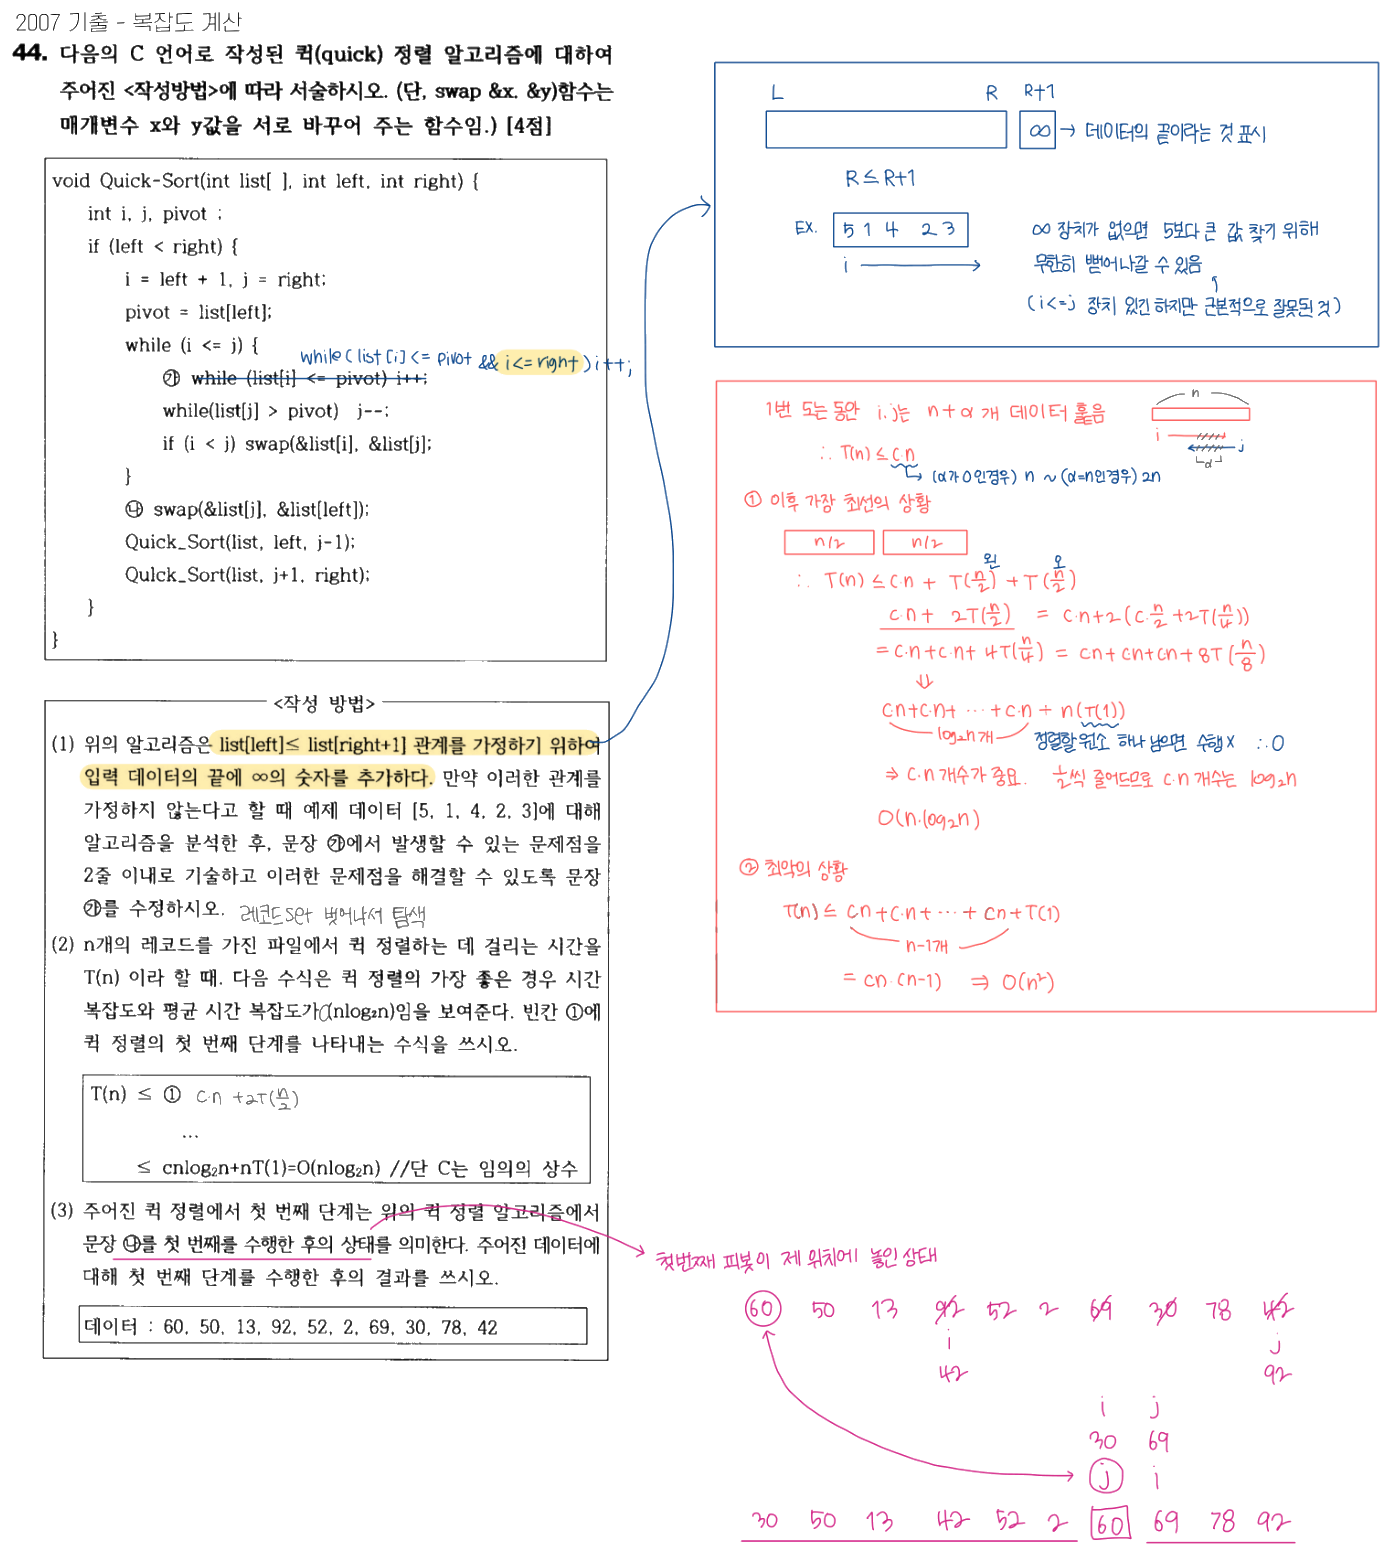 2007 기출 - 복잡도 계산
44. 다음의 C 언어로 작성된 퀵(quick) 정렬 알고리즘에 대하여
주어진 <작성방법>에 따라 서술하시오. (단, swap &x, &y)함수는
매개변수 x와 y값을 서로 바꾸어 주는 함수임.) [4점]
void Quick-Sort(int list[ ], int left, int right) {
int i, j, pivot ;
if (left < right) {
i = left + 1, j = right;
pivot = list[left];
while (i <= j) {
while(list[i]<= pivot && i<=right) i++;
㉮ while (list[i] <= pivot) i++;
while(list[j] > pivot) j--;
if (i < j) swap(&list[i], &list[j];
}
㉯ swap(&list[j], &list[left]);
Quick_Sort(list, left, j-1);
Qulck_Sort(list, j+1, right);
}
}
<작성 방법>
(1) 위의 알고리즘은 list[left]≤ list[right+1] 관계를 가정하기 위하여
입력 데이터의 끝에 ∞의 숫자를 추가하다. 만약 이러한 관계를
가정하지 않는다고 할 때 예제 데이터 [5, 1, 4, 2, 3]에 대해
알고리즘을 분석한 후, 문장 ㉮에서 발생할 수 있는 문제점을
2줄 이내로 기술하고 이러한 문제점을 해결할 수 있도록 문장
㉮를 수정하시오. 레코드set 벗어나서 탐색
(2) n개의 레코드를 가진 파일에서 퀵 정렬하는 데 걸리는 시간을
T(n) 이라 할 때, 다음 수식은 퀵 정렬의 가장 좋은 경우 시간
복잡도와 평균 시간 복잡도가 O(nlog₂n)임을 보여준다. 빈칸 ①에
퀵 정렬의 첫 번째 단계를 나타내는 수식을 쓰시오.
T(n) ≤ ① c·n +2T(n/2)
…
≤ cnlog₂n+nT(1)=O(nlog₂n) //단 C는 임의의 상수
(3) 주어진 퀵 정렬에서 첫 번째 단계는 위의 퀵 정렬 알고리즘에서
문장 ㉯를 첫 번째를 수행한 후의 상태를 의미한다. 주어진 데이터에
대해 첫 번째 단계를 수행한 후의 결과를 쓰시오.
데이터 : 60, 50, 13, 92, 52, 2, 69, 30, 78, 42
L R R+1
∞ → 데이터의 끝이라는 것 표시
R ≤ R+1
EX. 5 1 4 2 3
i
∞ 장치가 없으면 5보다 큰 값 찾기 위해
무한히 뻗어나갈 수 있음
(i<=j 장치 있긴 하지만 근본적으로 잘못된 것)
1번 도는 동안 i, j는 n+α 개 데이터 훑음
n
i j
α
∴ T(n) ≤ c·n
(α가 0인경우) n ~ (α=n인경우) 2n
① 이후 가장 최선의 상황
n/2 n/2
왼 오
∴ T(n) ≤ c·n + T(n/2) + T(n/2)
c·n + 2T(n/2) = c·n+2(c·n/2+2T(n/4))
= c·n+c·n+ 4T(n/4) = cn+cn+cn+8T(n/8)
⇓
c·n+c·n+ ⋯ +c·n + n(T(1))
log₂n개 정렬할 원소 하나 남으면 수행X ∴0
⇒ c·n 개수가 중요. ½씩 줄어드므로 c·n 개수는 log₂n
O(n·log₂n)
② 최악의 상황
T(n) ≤ cn+c·n+ ⋯ + cn+T(1)
n-1개
= cn·(n-1) ⇒ O(n²)
첫번째 피봇이 제 위치에 놓인 상태
60 50 13 92 52 2 69 30 78 42
i j
42 92
i j
30 69
j i
30 50 13 42 52 2 60 69 78 92